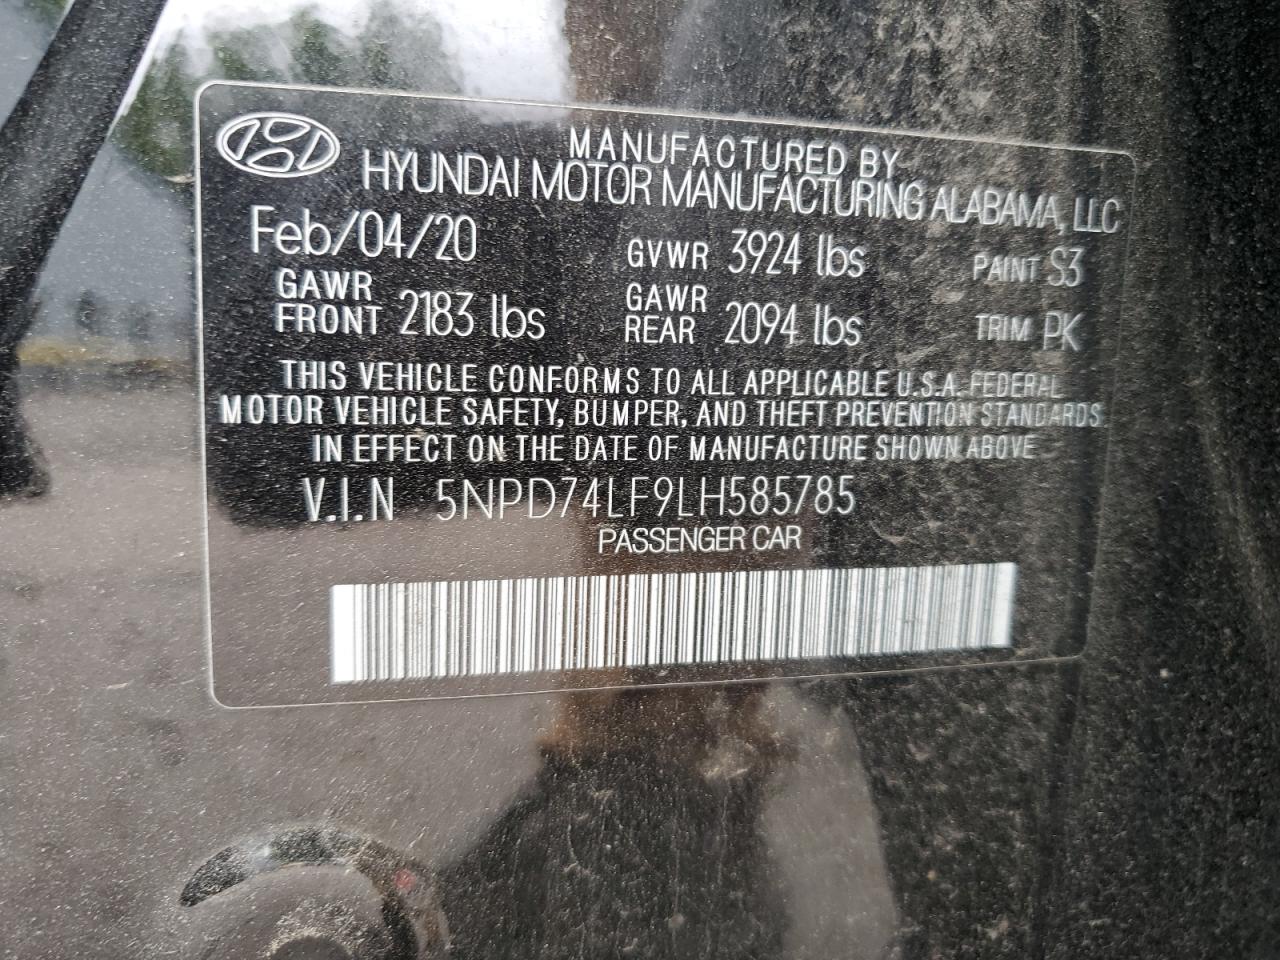 MANUFACTURED BY
HYUNDAI MOTOR MANUFACTURING ALABAMA, LLC
Feb/04/20 GVWR 3924 lbs PAINT S3
GAWR FRONT 2183 lbs GAWR REAR 2094 lbs TRIM PK
THIS VEHICLE CONFORMS TO ALL APPLICABLE U.S.A. FEDERAL
MOTOR VEHICLE SAFETY, BUMPER, AND THEFT PREVENTION STANDARDS
IN EFFECT ON THE DATE OF MANUFACTURE SHOWN ABOVE
V.I.N 5NPD74LF9LH585785
PASSENGER CAR